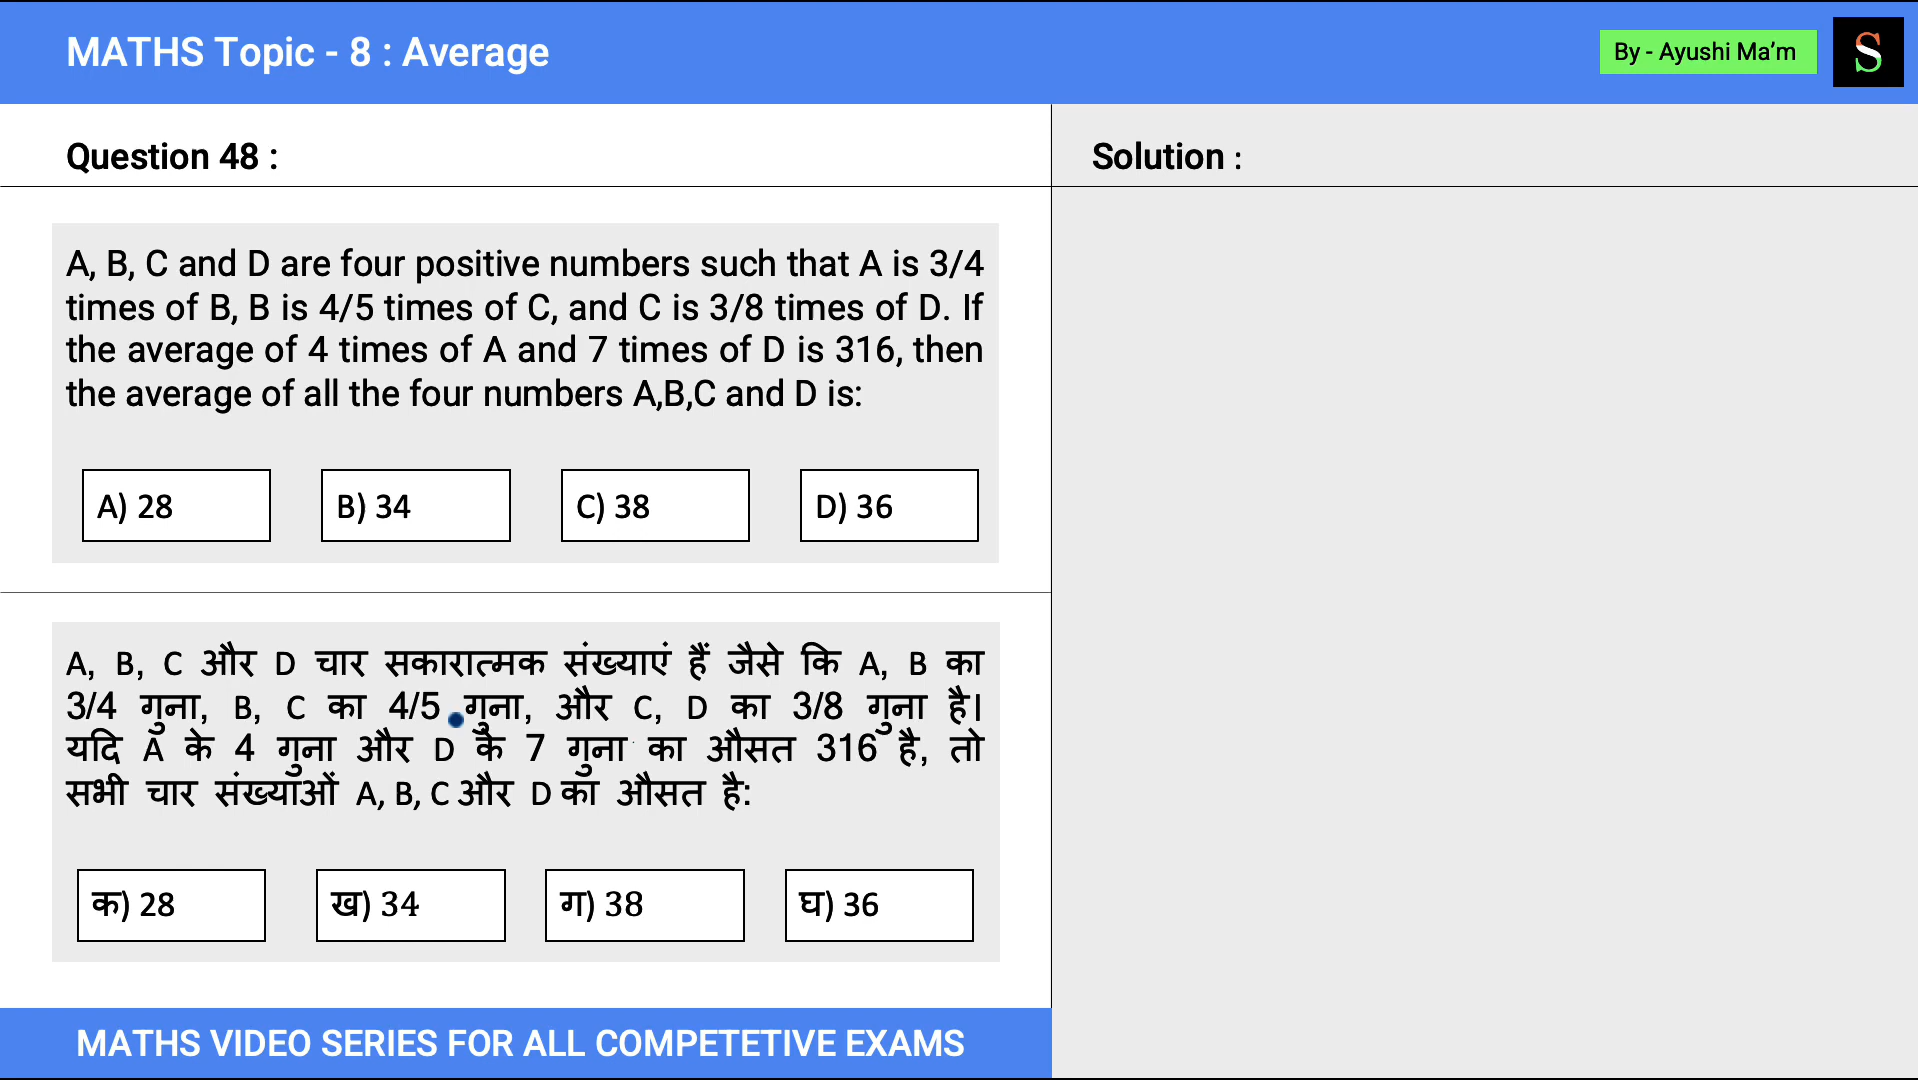 MATHS Topic - 8 : Average
By - Ayushi Ma’m
S
Question 48 :
Solution :
A, B, C and D are four positive numbers such that A is 3/4
times of B, B is 4/5 times of C, and C is 3/8 times of D. If
the average of 4 times of A and 7 times of D is 316, then
the average of all the four numbers A,B,C and D is:
A) 28
B) 34
C) 38
D) 36
A, B, C और D चार सकारात्मक संख्याएं हैं जैसे कि A, B का
3/4 गुना, B, C का 4/5 गुना, और C, D का 3/8 गुना है।
यदि A के 4 गुना और D के 7 गुना का औसत 316 है, तो
सभी चार संख्याओं A, B, C और D का औसत है:
क) 28
ख) 34
ग) 38
घ) 36
MATHS VIDEO SERIES FOR ALL COMPETETIVE EXAMS